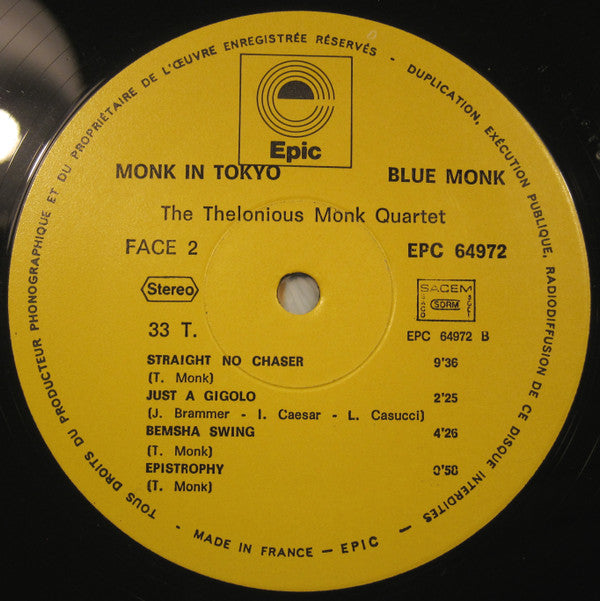 TOUS DROITS DU PRODUCTEUR PHONOGRAPHIQUE ET DU PROPRIÉTAIRE DE L'ŒUVRE ENREGISTRÉE RÉSERVÉS - DUPLICATION, EXÉCUTION PUBLIQUE, RADIODIFFUSION DE CE DISQUE INTERDITES -
Epic
MONK IN TOKYO BLUE MONK
The Thelonious Monk Quartet
FACE 2 EPC 64972
Stereo
SACEM
SDRM
SACD SGDL
33 T. EPC 64972 B
STRAIGHT NO CHASER 9'36
(T. Monk)
JUST A GIGOLO 2'25
(J. Brammer - I. Caesar - L. Casucci)
BEMSHA SWING 4'26
(T. Monk)
EPISTROPHY 0'58
(T. Monk)
- MADE IN FRANCE - EPIC -